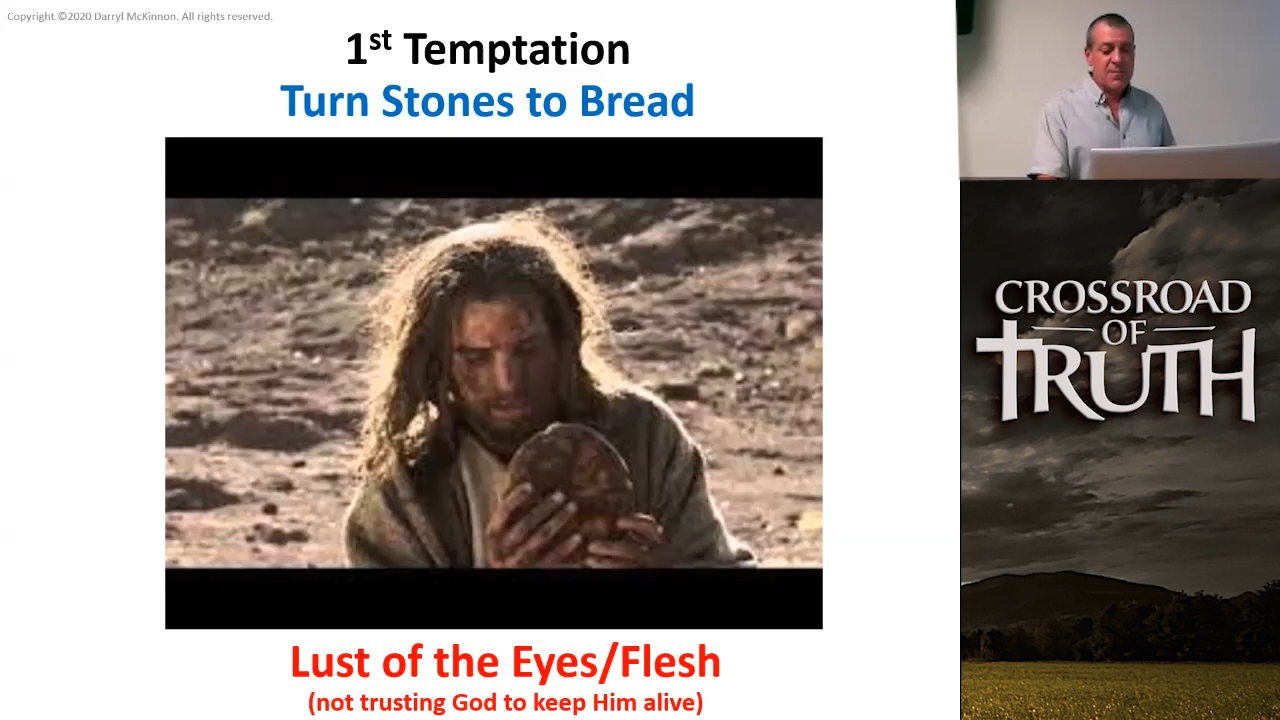 Copyright ©2020 Darryl McKinnon. All rights reserved.
1st Temptation
Turn Stones to Bread
Lust of the Eyes/Flesh
(not trusting God to keep Him alive)
CROSSROAD
OF
TRUTH